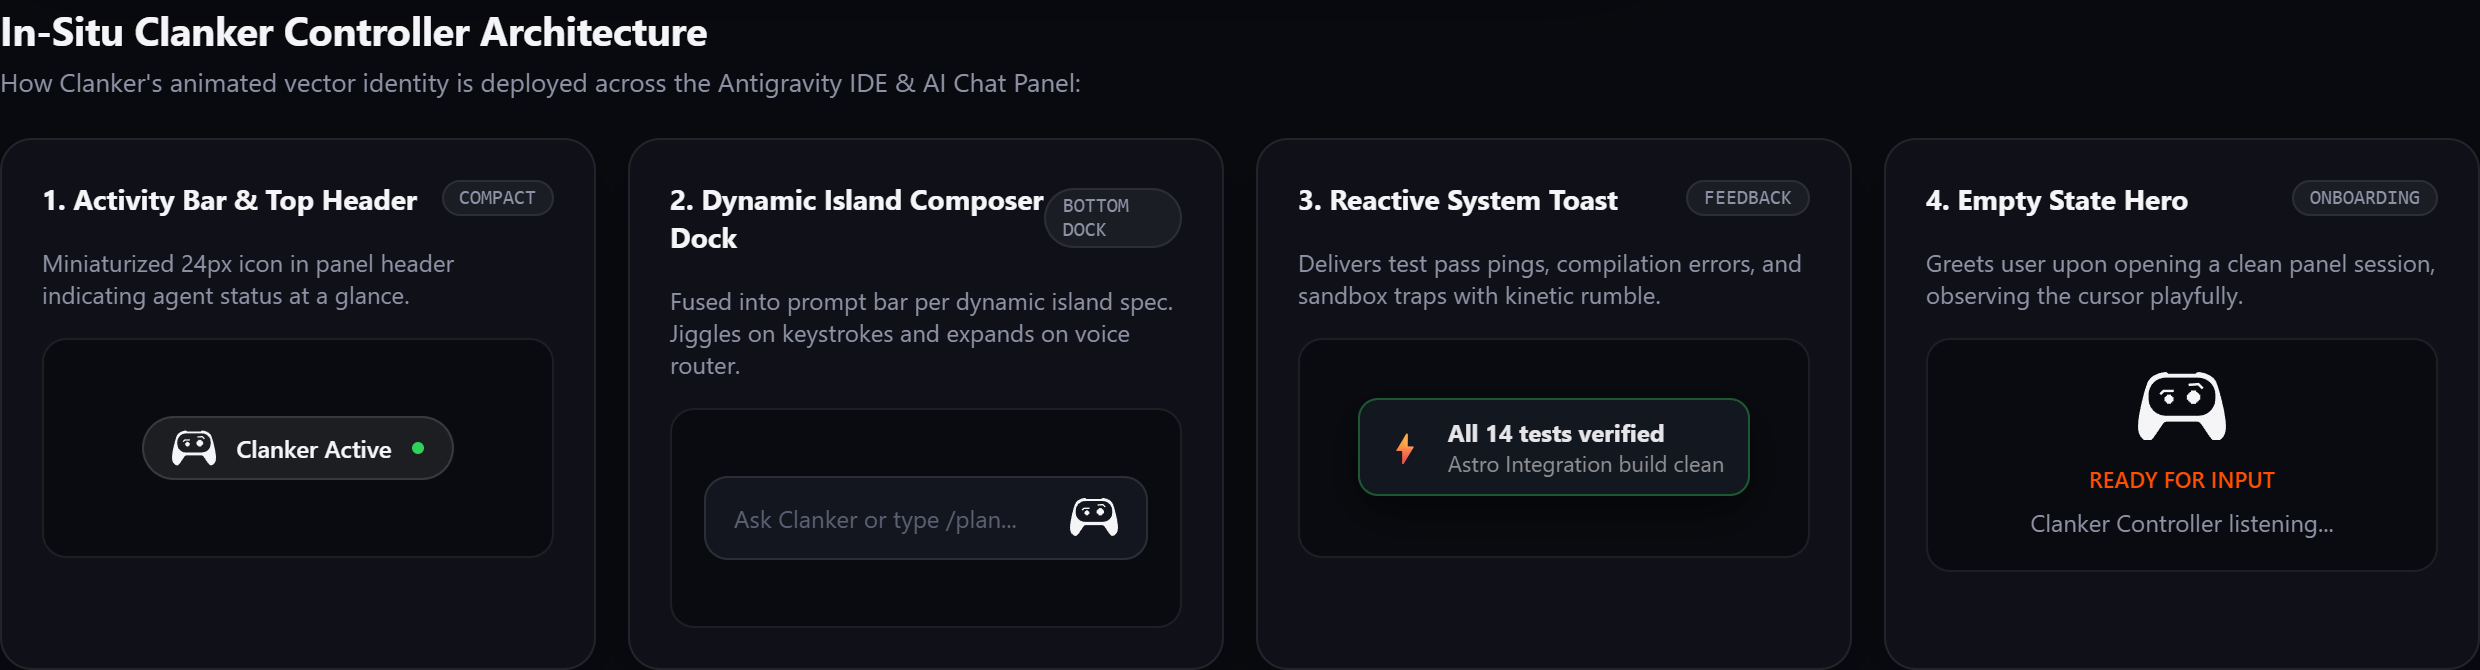 In-Situ Clanker Controller Architecture
How Clanker's animated vector identity is deployed across the Antigravity IDE & AI Chat Panel:
1. Activity Bar & Top Header
COMPACT
Miniaturized 24px icon in panel header
indicating agent status at a glance.
Clanker Active
2. Dynamic Island Composer
Dock
BOTTOM
DOCK
Fused into prompt bar per dynamic island spec.
Jiggles on keystrokes and expands on voice
router.
Ask Clanker or type /plan...
3. Reactive System Toast
FEEDBACK
Delivers test pass pings, compilation errors, and
sandbox traps with kinetic rumble.
All 14 tests verified
Astro Integration build clean
4. Empty State Hero
ONBOARDING
Greets user upon opening a clean panel session,
observing the cursor playfully.
READY FOR INPUT
Clanker Controller listening...